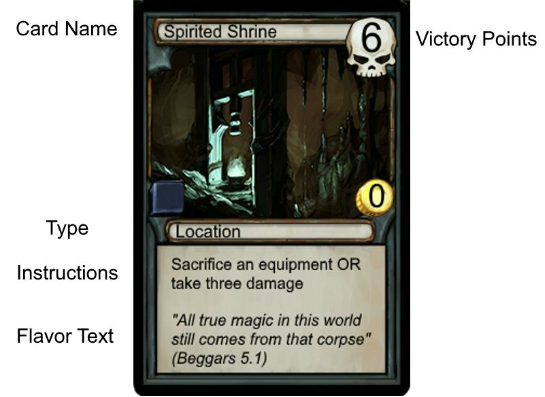 Card Name
Spirited Shrine
6
Victory Points
0
Type
Location
Instructions
Sacrifice an equipment OR
take three damage
Flavor Text
"All true magic in this world
still comes from that corpse"
(Beggars 5.1)